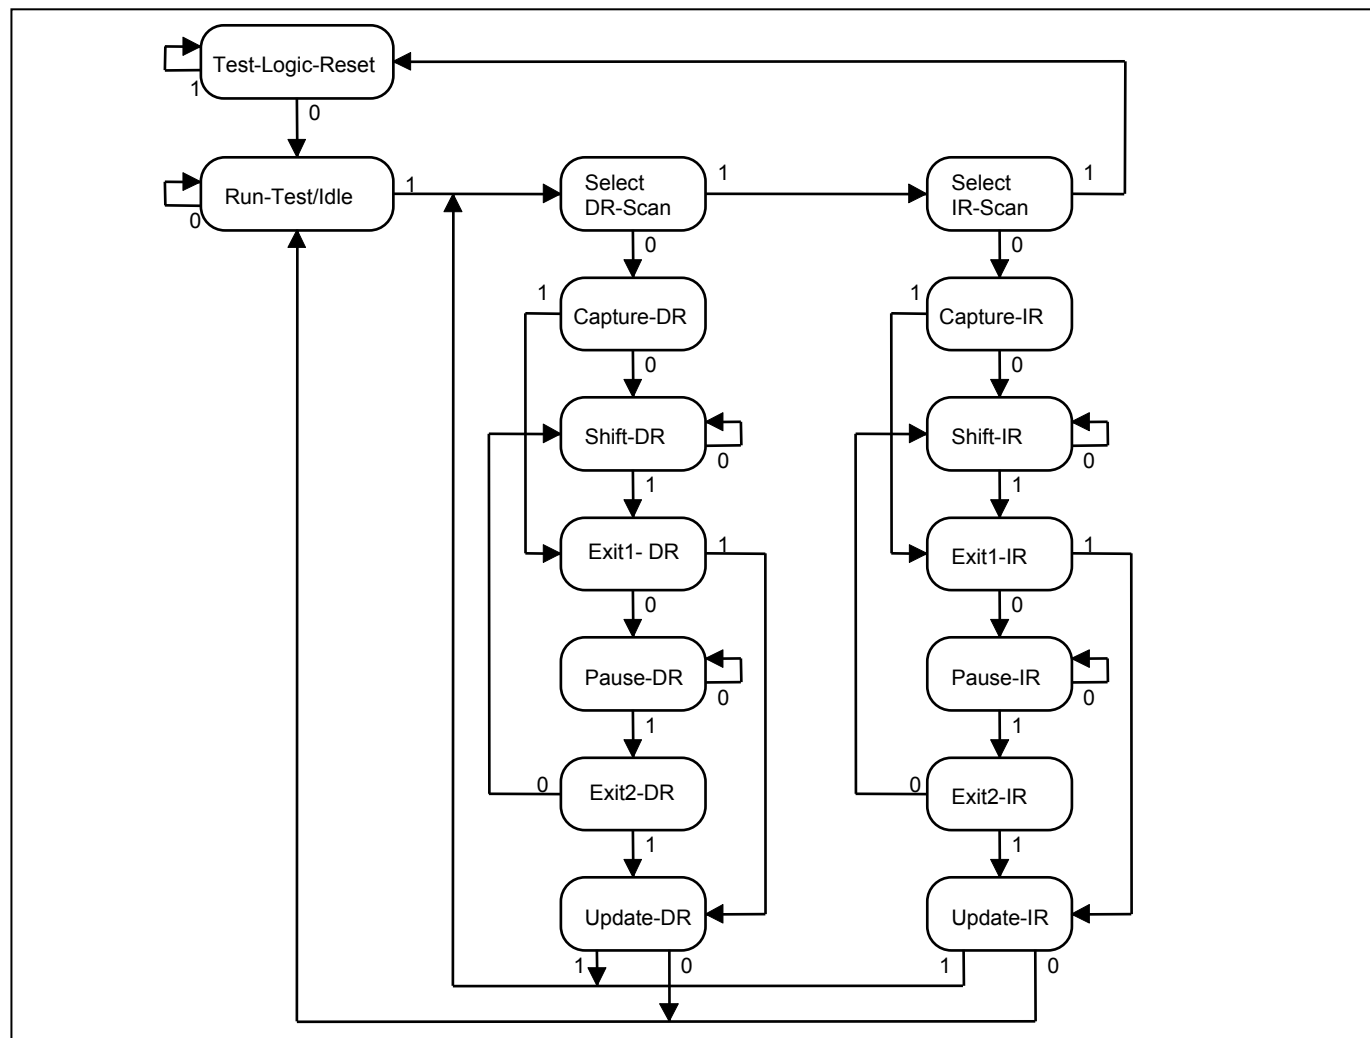 Test-Logic-Reset
1
0
Run-Test/Idle
0
1
Select
DR-Scan
1
0
Select
IR-Scan
1
0
1
Capture-DR
0
1
Capture-IR
0
Shift-DR
0
1
Shift-IR
0
1
Exit1- DR
1
0
Exit1-IR
1
0
Pause-DR
0
1
Pause-IR
0
1
0
Exit2-DR
1
0
Exit2-IR
1
Update-DR
1
0
Update-IR
1
0